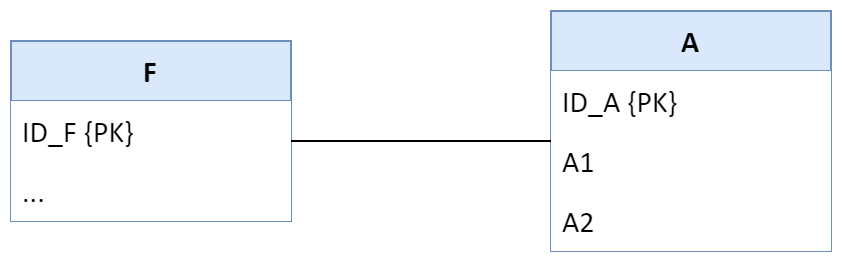 F
ID_F {PK}
...
A
ID_A {PK}
A1
A2